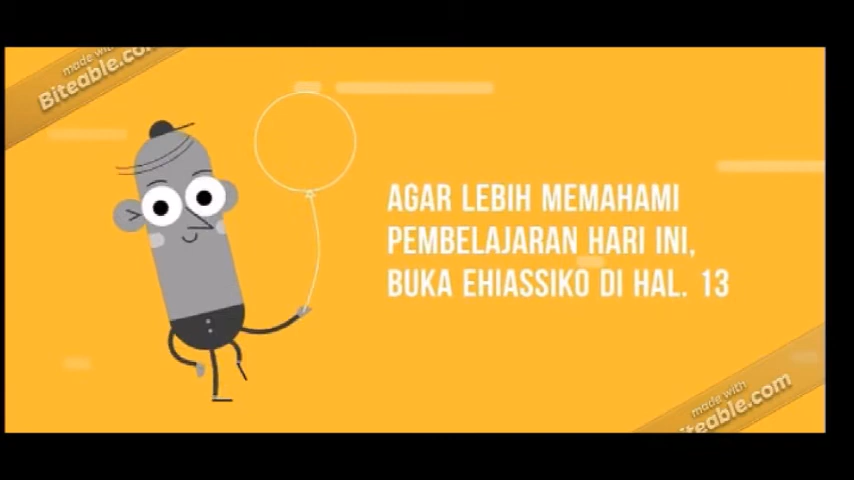 made with
Biteable.com
AGAR LEBIH MEMAHAMI
PEMBELAJARAN HARI INI,
BUKA EHIASSIKO DI HAL. 13
made with
Biteable.com